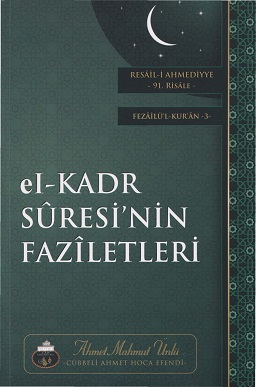 RESÂİL-İ AHMEDİYYE
- 91. RİSÂLE -
FEZÂİLÜ'L-KUR'ÂN -3-
el-KADR
SÛRESİ'NİN
FAZÎLETLERİ
Ahmet Mahmut Ünlü
-CÜBBELİ AHMET HOCA EFENDİ-